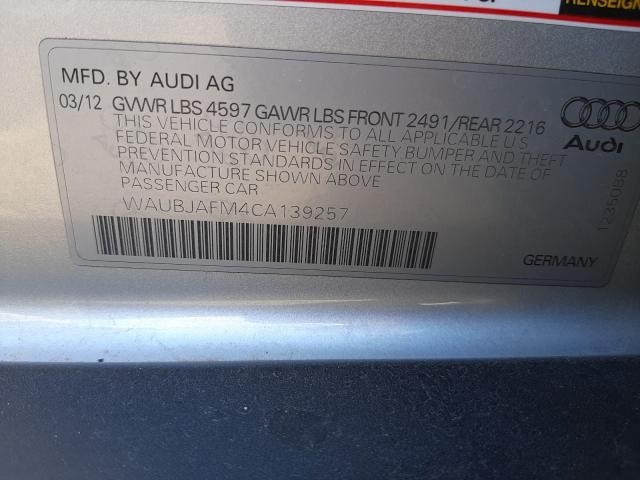 RENSEIGN
MFD. BY AUDI AG
03/12 GVWR LBS 4597 GAWR LBS FRONT 2491/REAR 2216
THIS VEHICLE CONFORMS TO ALL APPLICABLE U S
FEDERAL MOTOR VEHICLE SAFETY, BUMPER AND THEFT
PREVENTION STANDARDS IN EFFECT ON THE DATE OF
MANUFACTURE SHOWN ABOVE
PASSENGER CAR
WAUBJAFM4CA139257
Audi
1235088
GERMANY